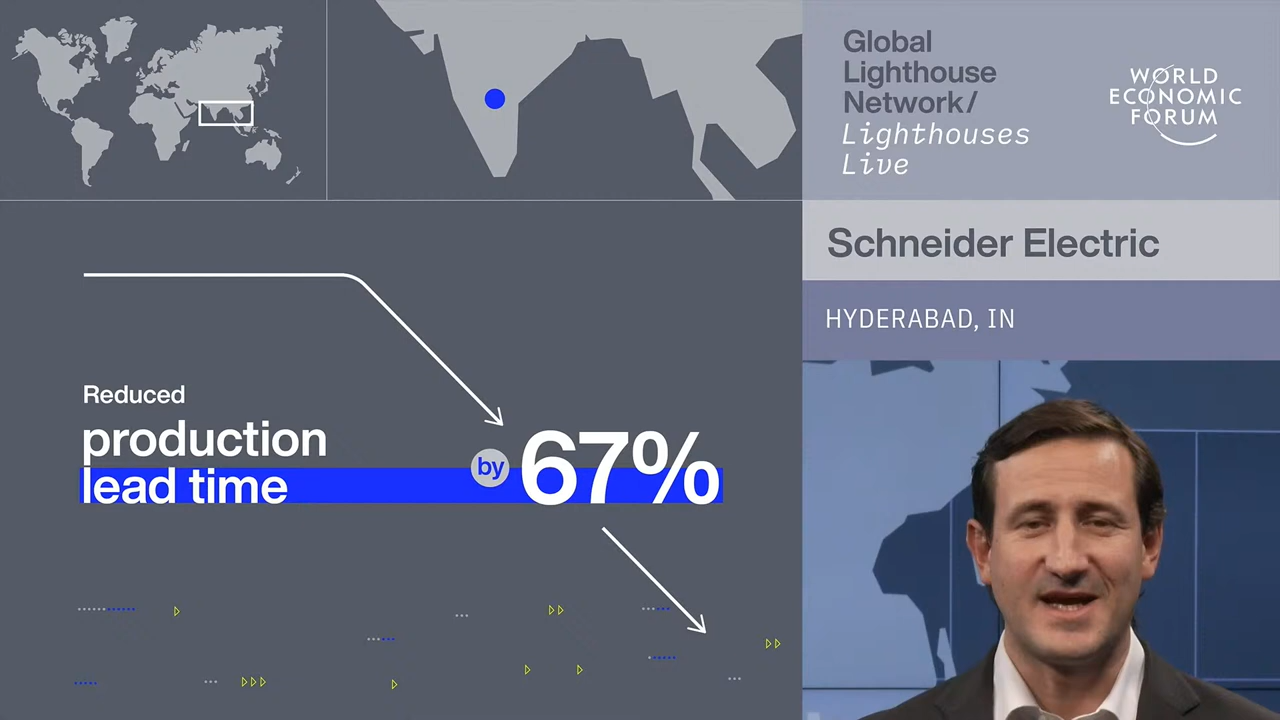 Global
Lighthouse
Network/
Lighthouses
Live
WORLD
ECONOMIC
FORUM
Schneider Electric
HYDERABAD, IN
Reduced
production
lead time
by
67%